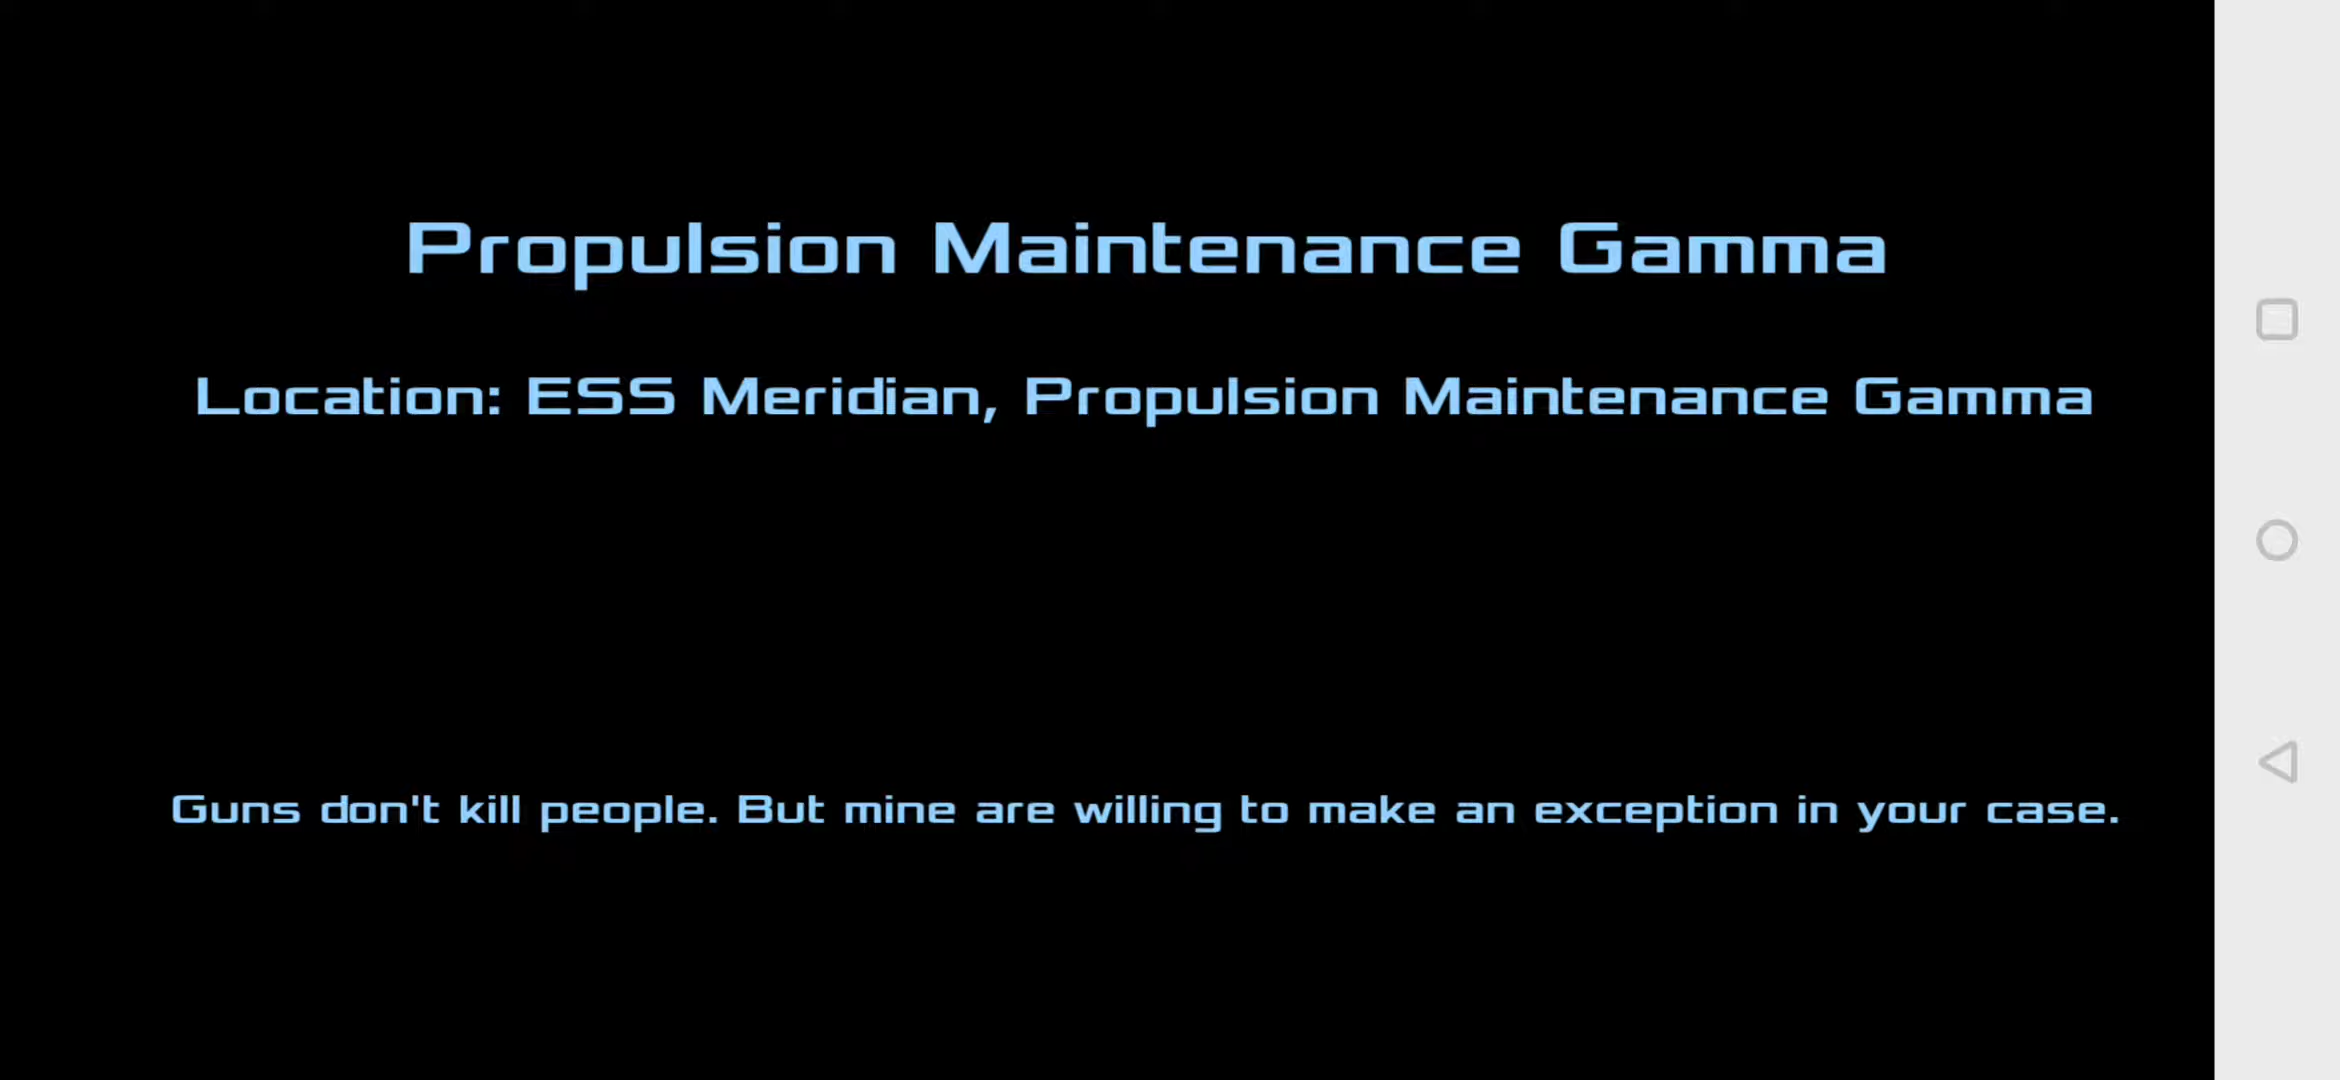 Propulsion Maintenance Gamma
Location: ESS Meridian, Propulsion Maintenance Gamma
Guns don't kill people. But mine are willing to make an exception in your case.